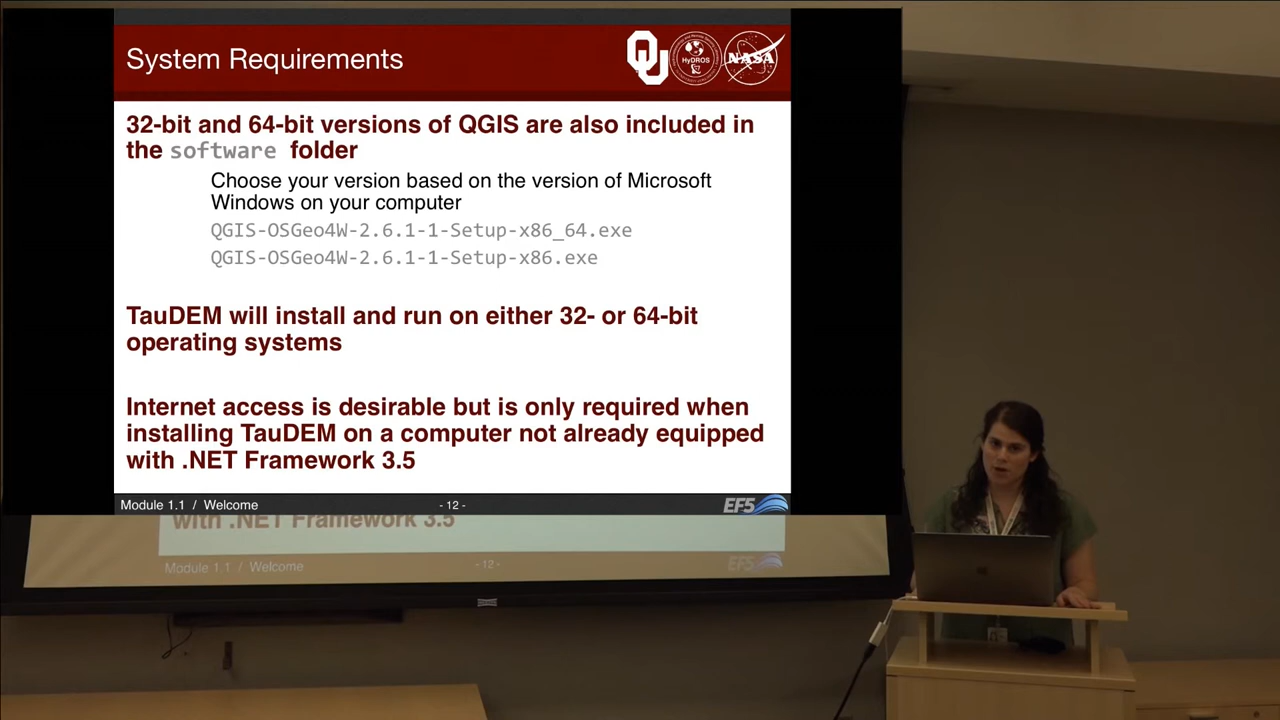 System Requirements
HyDROS
NASA
32-bit and 64-bit versions of QGIS are also included in
the software folder
Choose your version based on the version of Microsoft
Windows on your computer
QGIS-OSGeo4W-2.6.1-1-Setup-x86_64.exe
QGIS-OSGeo4W-2.6.1-1-Setup-x86.exe
TauDEM will install and run on either 32- or 64-bit
operating systems
Internet access is desirable but is only required when
installing TauDEM on a computer not already equipped
with .NET Framework 3.5
Module 1.1 / Welcome
- 12 -
EF5
with .NET Framework 3.5
Module 1.1 / Welcome
- 12 -
EF5